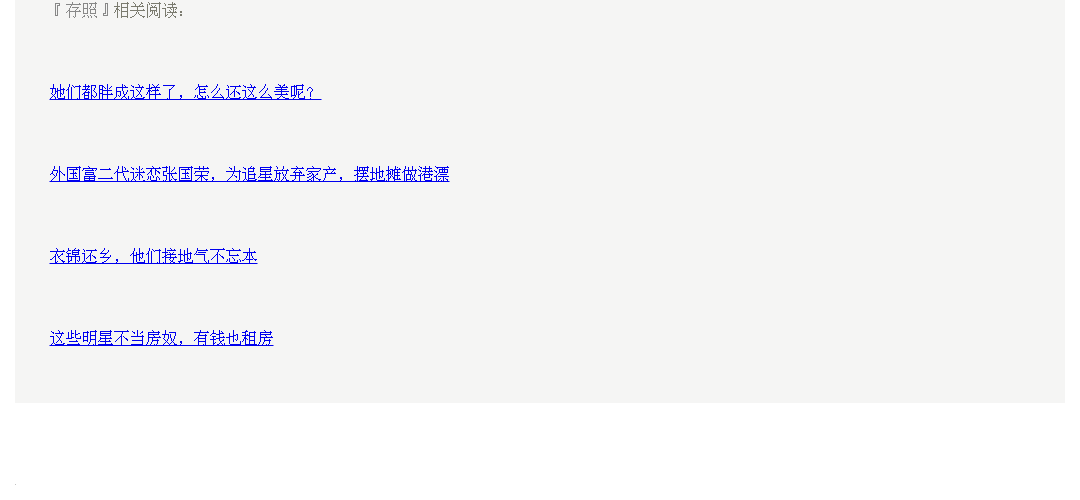 『存照』相关阅读：
她们都胖成这样了，怎么还这么美呢？
外国富二代迷恋张国荣，为追星放弃家产，摆地摊做港漂
衣锦还乡，他们接地气不忘本
这些明星不当房奴，有钱也租房